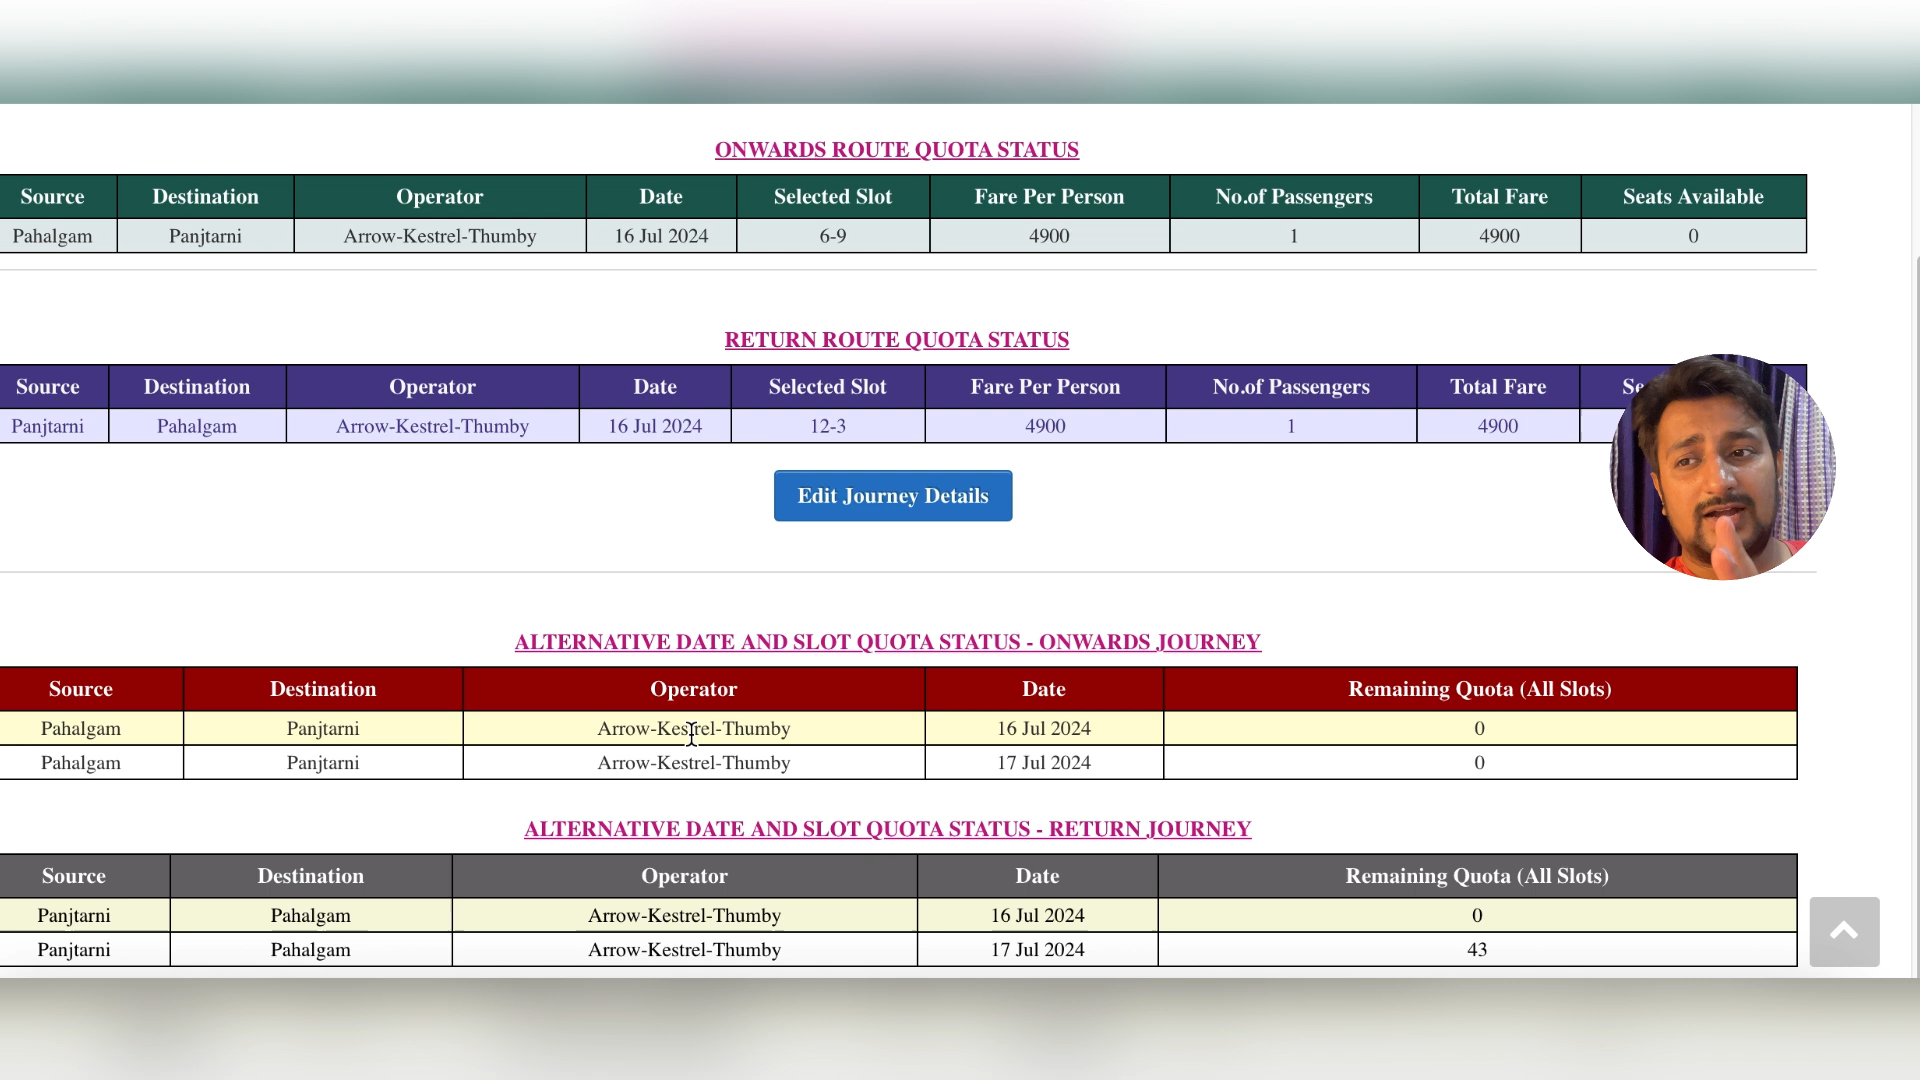 ONWARDS ROUTE QUOTA STATUS
Source Destination Operator Date Selected Slot Fare Per Person No.of Passengers Total Fare Seats Available
Pahalgam Panjtarni Arrow-Kestrel-Thumby 16 Jul 2024 6-9 4900 1 4900 0
RETURN ROUTE QUOTA STATUS
Source Destination Operator Date Selected Slot Fare Per Person No.of Passengers Total Fare
Panjtarni Pahalgam Arrow-Kestrel-Thumby 16 Jul 2024 12-3 4900 1 4900
Edit Journey Details
ALTERNATIVE DATE AND SLOT QUOTA STATUS - ONWARDS JOURNEY
Source Destination Operator Date Remaining Quota (All Slots)
Pahalgam Panjtarni Arrow-Kestrel-Thumby 16 Jul 2024 0
Pahalgam Panjtarni Arrow-Kestrel-Thumby 17 Jul 2024 0
ALTERNATIVE DATE AND SLOT QUOTA STATUS - RETURN JOURNEY
Source Destination Operator Date Remaining Quota (All Slots)
Panjtarni Pahalgam Arrow-Kestrel-Thumby 16 Jul 2024 0
Panjtarni Pahalgam Arrow-Kestrel-Thumby 17 Jul 2024 43